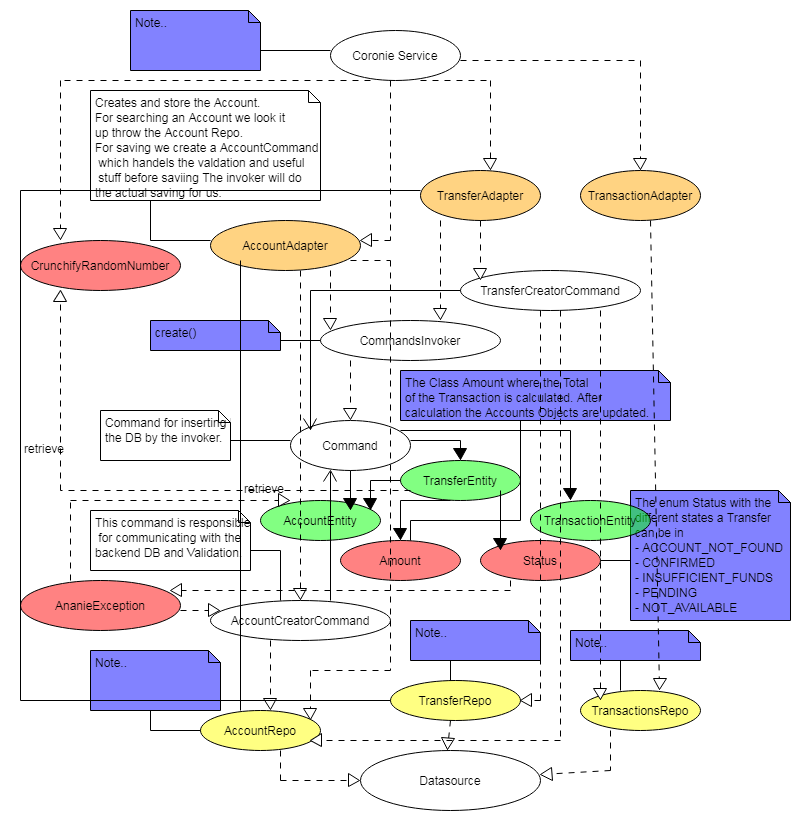 Note..
Coronie Service
Creates and store the Account.
For searching an Account we look it
up throw the Account Repo.
For saving we create a AccountCommand
which handels the valdation and useful
stuff before saviing The invoker will do
the actual saving for us.
TransferAdapter
TransactionAdapter
AccountAdapter
CrunchifyRandomNumber
TransferCreatorCommand
create()
CommandsInvoker
The Class Amount where the Total
of the Transaction is calculated. After
calculation the Accounts Objects are updated.
Command for inserting
the DB by the invoker.
Command
retrieve
TransferEntity
retrieve
AccountEntity
TransactionEntity
The enum Status with the
different states a Transfer
can be in
- ACCOUNT_NOT_FOUND
- CONFIRMED
- INSUFFICIENT_FUNDS
- PENDING
- NOT_AVAILABLE
This command is responsible
for communicating with the
backend DB and Validation
Amount
Status
AnanieException
AccountCreatorCommand
Note..
Note..
Note..
TransferRepo
TransactionsRepo
AccountRepo
Datasource